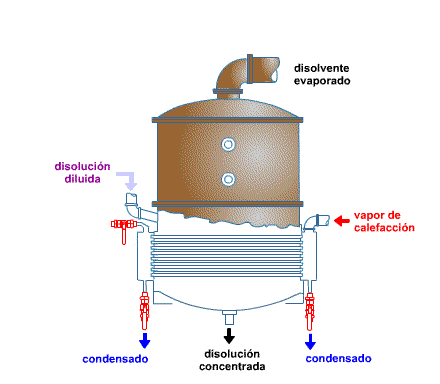 disolvente
evaporado
disolución
diluida
vapor de
calefacción
condensado
disolución
concentrada
condensado